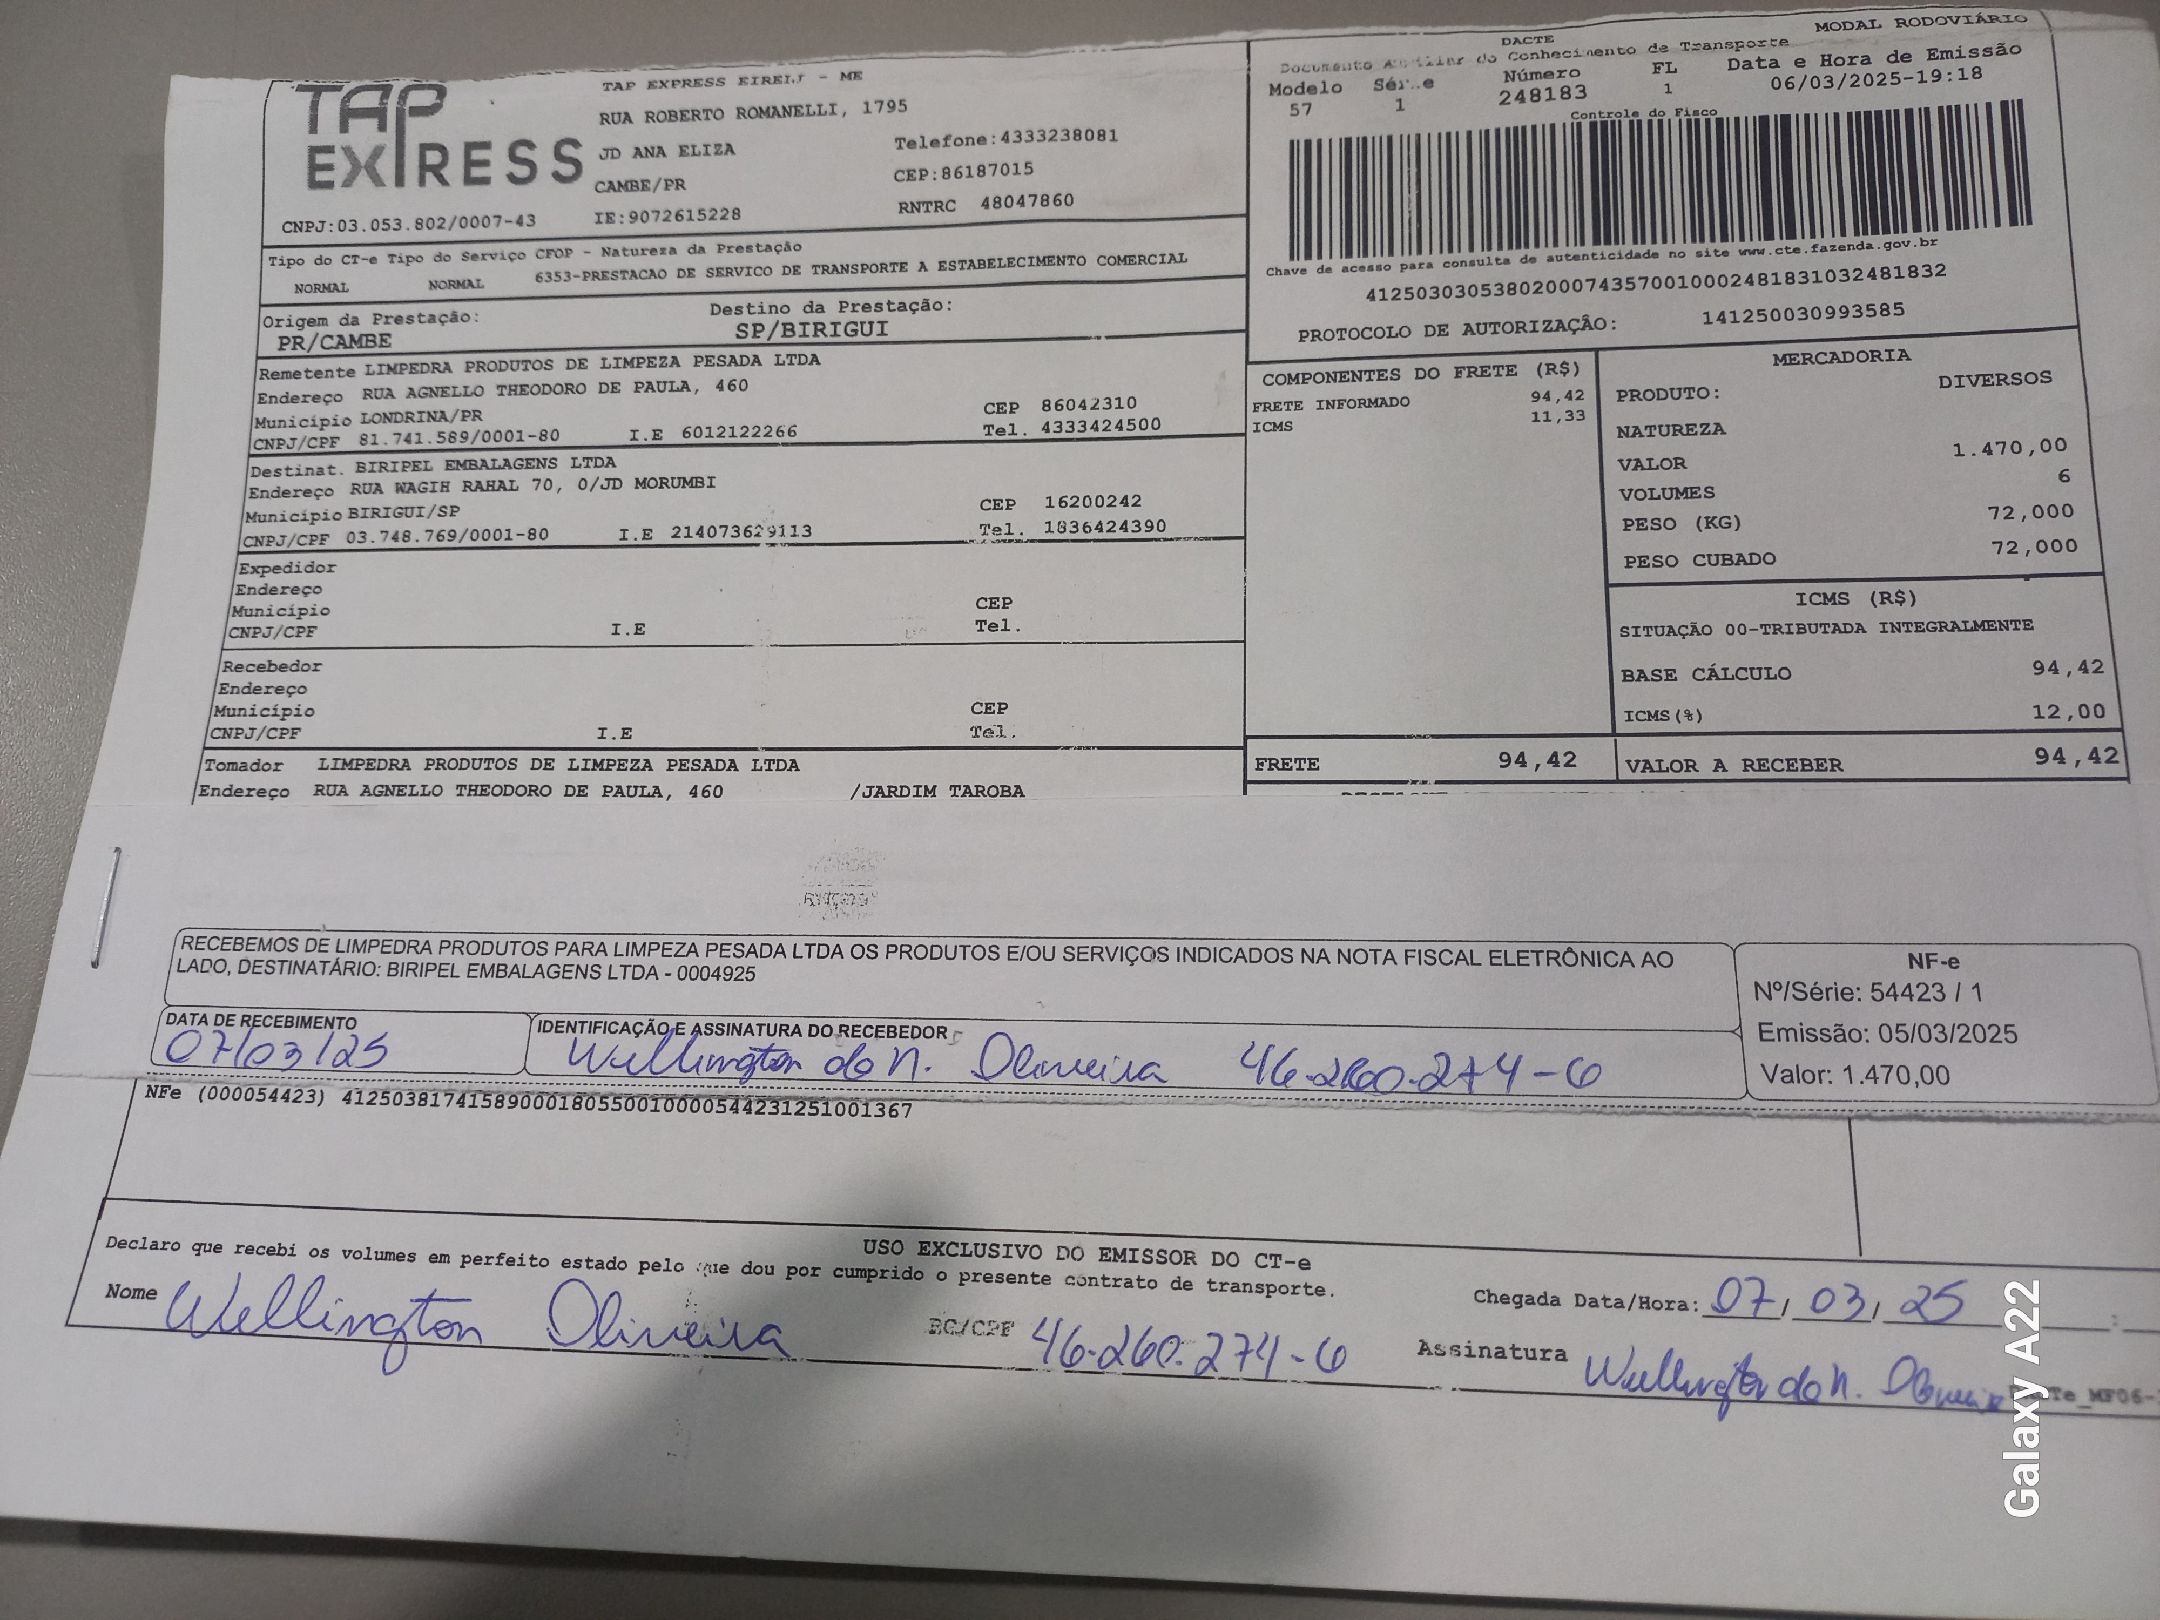 TAP EXPRESS
TAP EXPRESS EIRELI - ME
RUA ROBERTO ROMANELLI, 1795
JD ANA ELIZA Telefone:4333238081
CAMBE/PR CEP:86187015
CNPJ:03.053.802/0007-43 IE:9072615228 RNTRC 48047860
MODAL RODOVIÁRIO
DACTE
Documento Auxiliar do Conhecimento de Transporte
Modelo Série Número FL Data e Hora de Emissão
57 1 248183 1 06/03/2025-19:18
Controle do Fisco
Chave de acesso para consulta de autenticidade no site www.cte.fazenda.gov.br
41250303053802000743570010002481831032481832
PROTOCOLO DE AUTORIZAÇÃO: 141250030993585
Tipo do CT-e Tipo do Serviço CFOP - Natureza da Prestação
NORMAL NORMAL 6353-PRESTACAO DE SERVICO DE TRANSPORTE A ESTABELECIMENTO COMERCIAL
Origem da Prestação: Destino da Prestação:
PR/CAMBE SP/BIRIGUI
Remetente LIMPEDRA PRODUTOS DE LIMPEZA PESADA LTDA
Endereço RUA AGNELLO THEODORO DE PAULA, 460
Município LONDRINA/PR CEP 86042310
CNPJ/CPF 81.741.589/0001-80 I.E 6012122266 Tel. 4333424500
Destinat. BIRIPEL EMBALAGENS LTDA
Endereço RUA WAGIH RAHAL 70, 0/JD MORUMBI
Município BIRIGUI/SP CEP 16200242
CNPJ/CPF 03.748.769/0001-80 I.E 214073629113 Tel. 1836424390
Expedidor
Endereço
Município CEP
CNPJ/CPF I.E Tel.
Recebedor
Endereço
Município CEP
CNPJ/CPF I.E Tel.
Tomador LIMPEDRA PRODUTOS DE LIMPEZA PESADA LTDA
Endereço RUA AGNELLO THEODORO DE PAULA, 460 /JARDIM TAROBA
COMPONENTES DO FRETE (R$)
FRETE INFORMADO 94,42
ICMS 11,33
FRETE 94,42
MERCADORIA
PRODUTO: DIVERSOS
NATUREZA
VALOR 1.470,00
VOLUMES 6
PESO (KG) 72,000
PESO CUBADO 72,000
ICMS (R$)
SITUAÇÃO 00-TRIBUTADA INTEGRALMENTE
BASE CÁLCULO 94,42
ICMS(%) 12,00
VALOR A RECEBER 94,42
RECEBEMOS DE LIMPEDRA PRODUTOS PARA LIMPEZA PESADA LTDA OS PRODUTOS E/OU SERVIÇOS INDICADOS NA NOTA FISCAL ELETRÔNICA AO
LADO, DESTINATÁRIO: BIRIPEL EMBALAGENS LTDA - 0004925
DATA DE RECEBIMENTO
07/03/25
IDENTIFICAÇÃO E ASSINATURA DO RECEBEDOR
Wellington do N. Oliveira 46.260.274-6
NF-e
Nº/Série: 54423 / 1
Emissão: 05/03/2025
Valor: 1.470,00
NFe (000054423) 41250381741589000180550010000544231251001367
USO EXCLUSIVO DO EMISSOR DO CT-e
Declaro que recebi os volumes em perfeito estado pelo que dou por cumprido o presente contrato de transporte.
Nome Wellington Oliveira RG/CPF 46.260.274-6
Chegada Data/Hora: 07/03/25 :
Assinatura Wellington do N. Oliveira
Galaxy A22